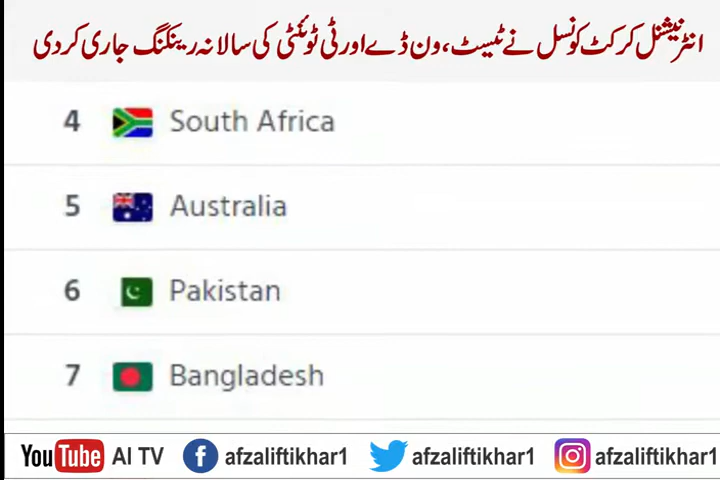 انٹرنیشنل کرکٹ کونسل نے ٹیسٹ، ون ڈے اور ٹی ٹوئنٹی کی سالانہ رینکنگ جاری کردی
4 South Africa
5 Australia
6 Pakistan
7 Bangladesh
YouTube AI TV afzaliftikhar1 afzaliftikhar1 afzaliftikhar1